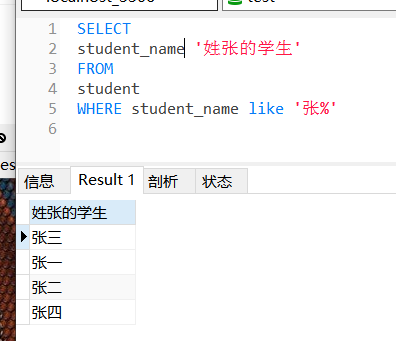 test
1 SELECT
2 student_name '姓张的学生'
3 FROM
4 student
5 WHERE student_name like '张%'
6
信息 Result 1 剖析 状态
姓张的学生
张三
张一
张二
张四